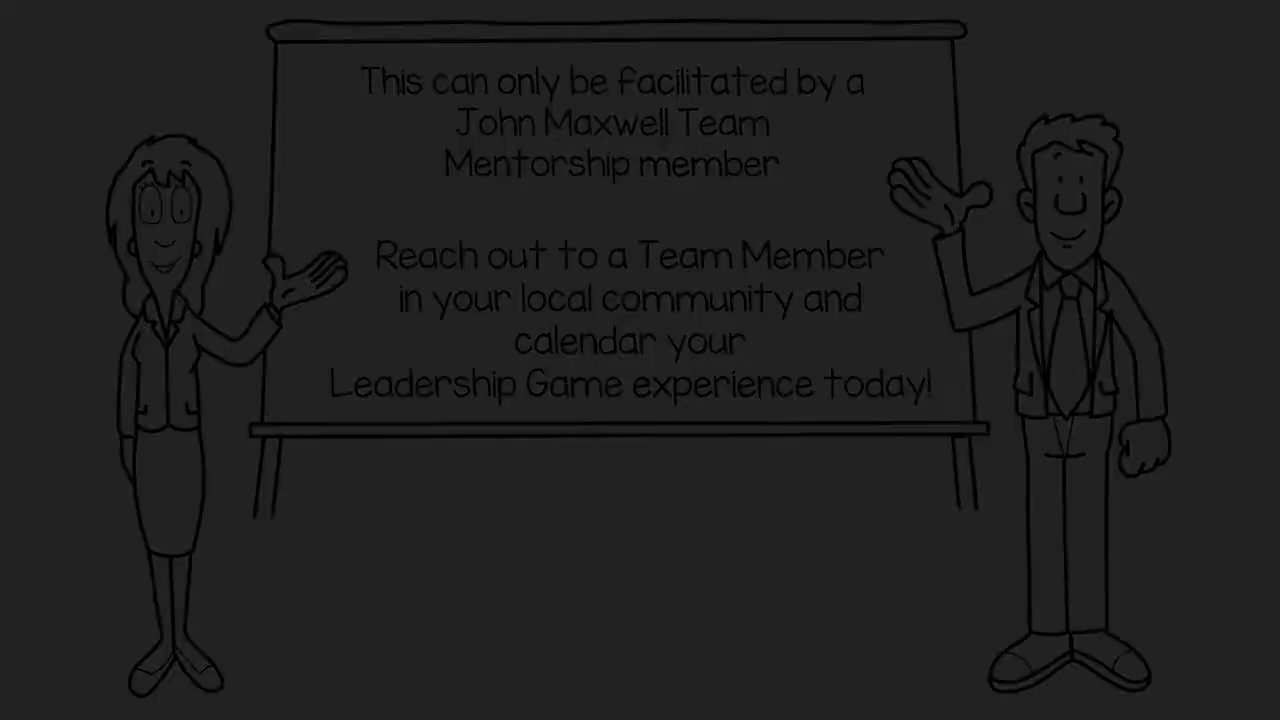 This can only be facilitated by a
John Maxwell Team
Mentorship member
Reach out to a Team Member
in your local community and
calendar your
Leadership Game experience today!